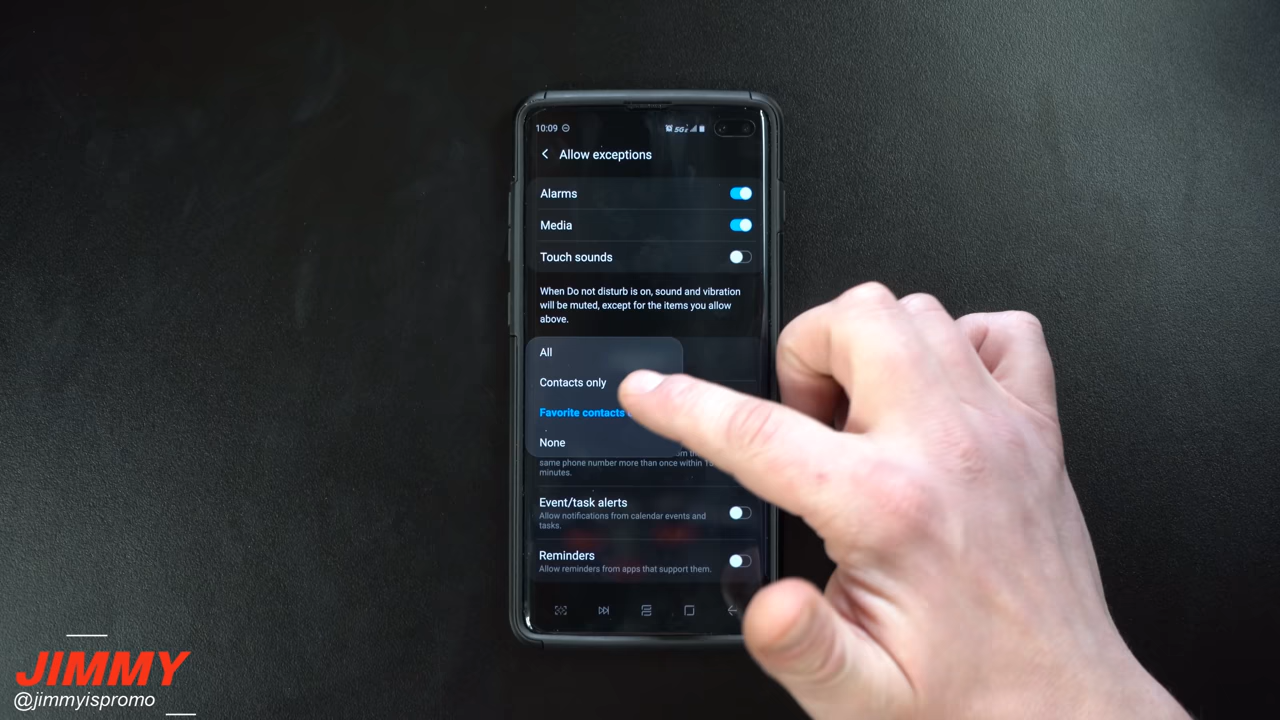 10:09
5GE
Allow exceptions
Alarms
Media
Touch sounds
When Do not disturb is on, sound and vibration
will be muted, except for the items you allow
above.
All
Contacts only
Favorite contacts
None
same phone number more than once within 15
minutes.
Event/task alerts
Allow notifications from calendar events and
tasks.
Reminders
Allow reminders from apps that support them.
JIMMY
@jimmyispromo